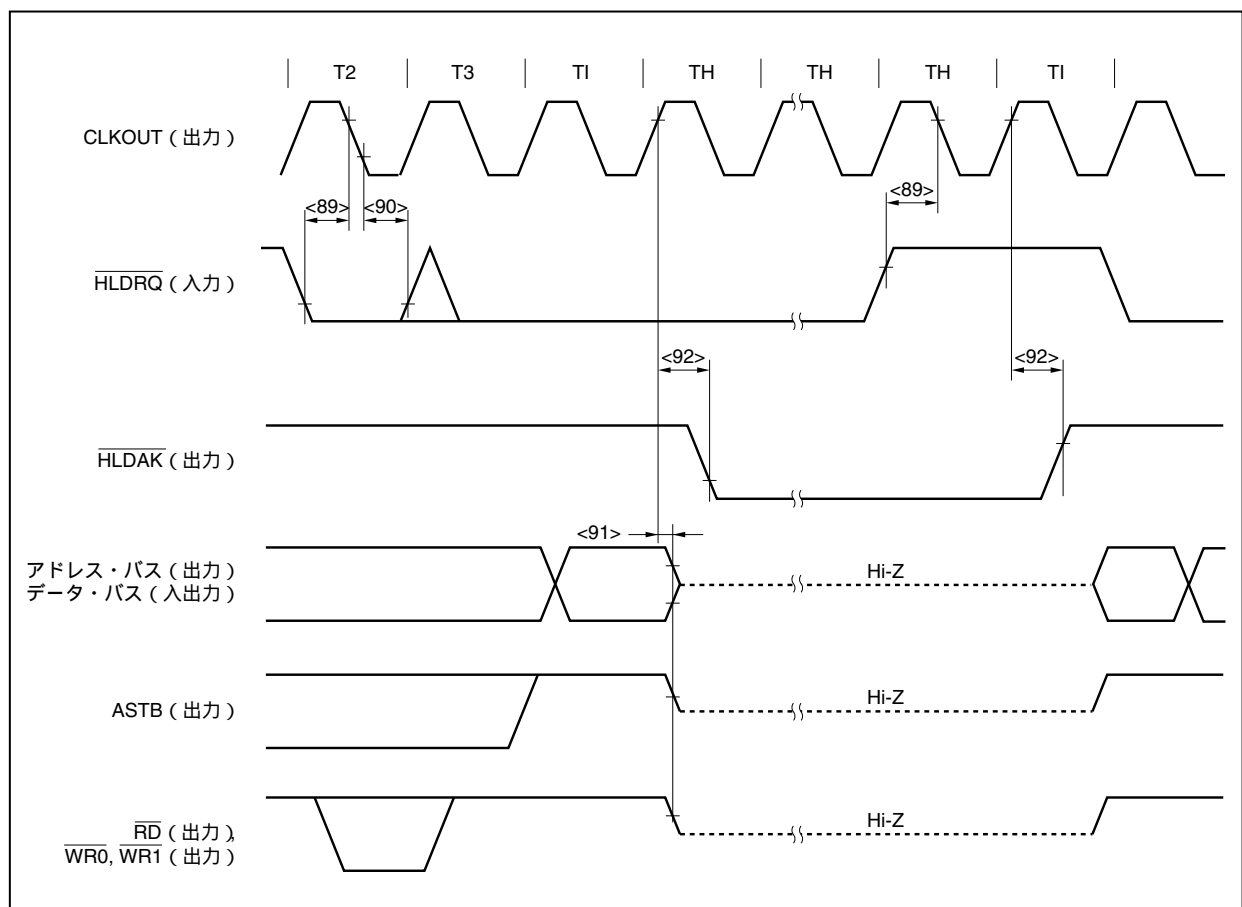 T2 T3 TI TH TH TH TI
CLKOUT（出力）
<89> <90> <89>
HLDRQ（入力）
<92> <92>
HLDAK（出力）
<91>
アドレス・バス（出力）
データ・バス（入出力）
Hi-Z
ASTB（出力）
Hi-Z
RD（出力）,
WR0, WR1（出力）
Hi-Z